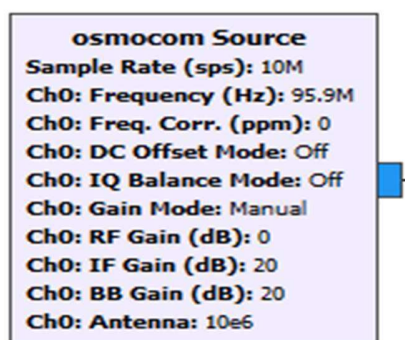 osmocom Source
Sample Rate (sps): 10M
Ch0: Frequency (Hz): 95.9M
Ch0: Freq. Corr. (ppm): 0
Ch0: DC Offset Mode: Off
Ch0: IQ Balance Mode: Off
Ch0: Gain Mode: Manual
Ch0: RF Gain (dB): 0
Ch0: IF Gain (dB): 20
Ch0: BB Gain (dB): 20
Ch0: Antenna: 10e6